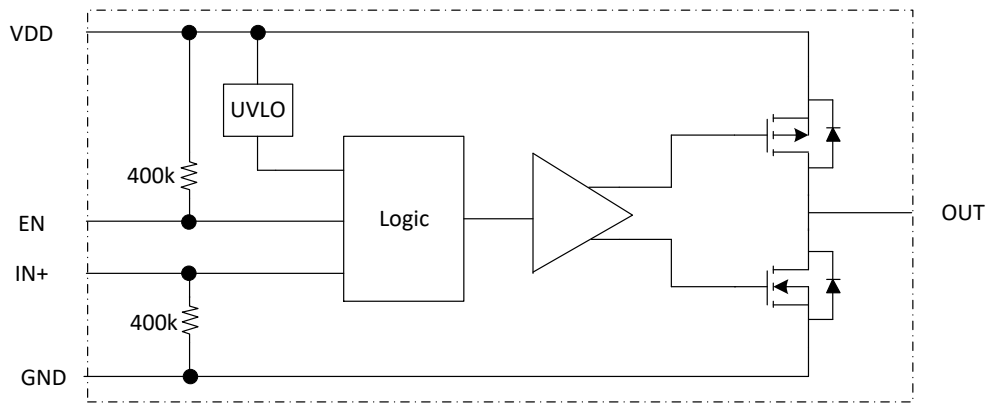 VDD
UVLO
400k
EN
Logic
OUT
IN+
400k
GND